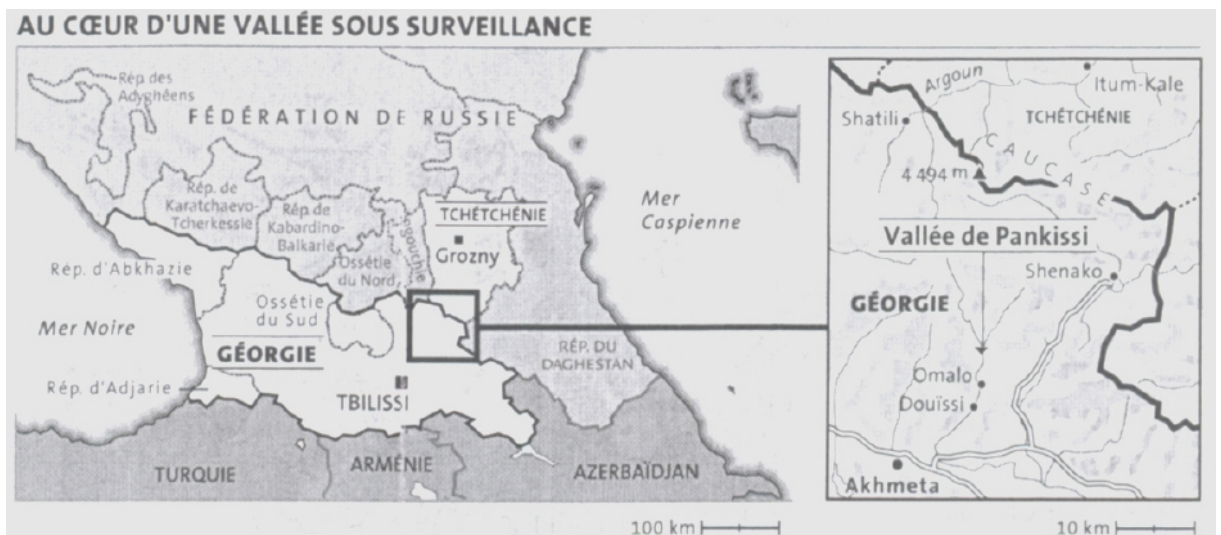 AU CŒUR D'UNE VALLÉE SOUS SURVEILLANCE
Rép. des
Adyghéens
FÉDÉRATION DE RUSSIE
Rép. de
Karatchaevo-
Tcherkessie
Rép. de
Kabardino-
Balkarie
Ossétie
du Nord
Ingouchie
TCHÉTCHÉNIE
Grozny
Mer
Caspienne
Rép. d'Abkhazie
Ossétie
du Sud
Mer Noire
GÉORGIE
RÉP. DU
DAGHESTAN
Rép. d'Adjarie
TBILISSI
TURQUIE
ARMÉNIE
AZERBAÏDJAN
100 km
Argoun
Itum-Kale
Shatili
TCHÉTCHÉNIE
CAUCASE
4 494 m
Vallée de Pankissi
Shenako
GÉORGIE
Omalo
Douïssi
Akhmeta
10 km